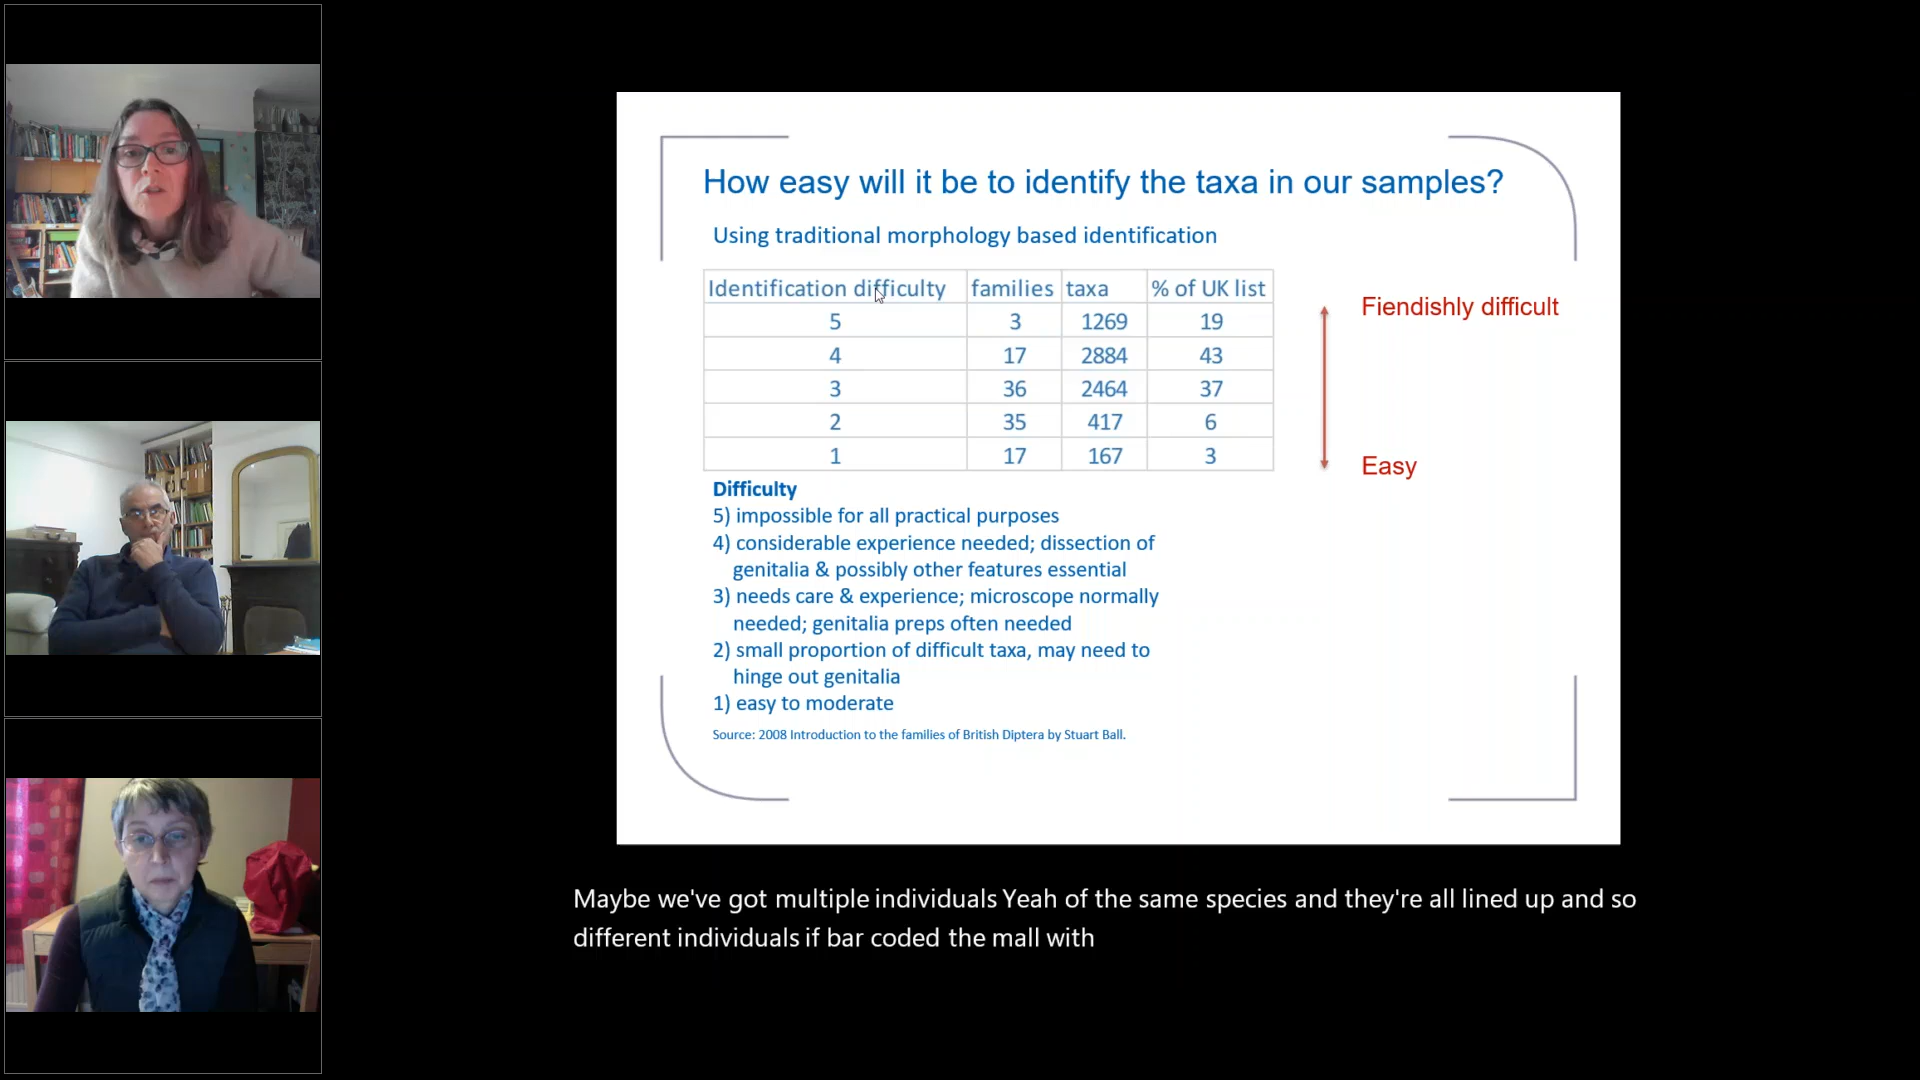 How easy will it be to identify the taxa in our samples?
Using traditional morphology based identification
Identification difficulty families taxa % of UK list
5 3 1269 19
4 17 2884 43
3 36 2464 37
2 35 417 6
1 17 167 3
Fiendishly difficult
Easy
Difficulty
5) impossible for all practical purposes
4) considerable experience needed; dissection of
genitalia & possibly other features essential
3) needs care & experience; microscope normally
needed; genitalia preps often needed
2) small proportion of difficult taxa, may need to
hinge out genitalia
1) easy to moderate
Source: 2008 Introduction to the families of British Diptera by Stuart Ball.
Maybe we've got multiple individuals Yeah of the same species and they're all lined up and so
different individuals if bar coded the mall with